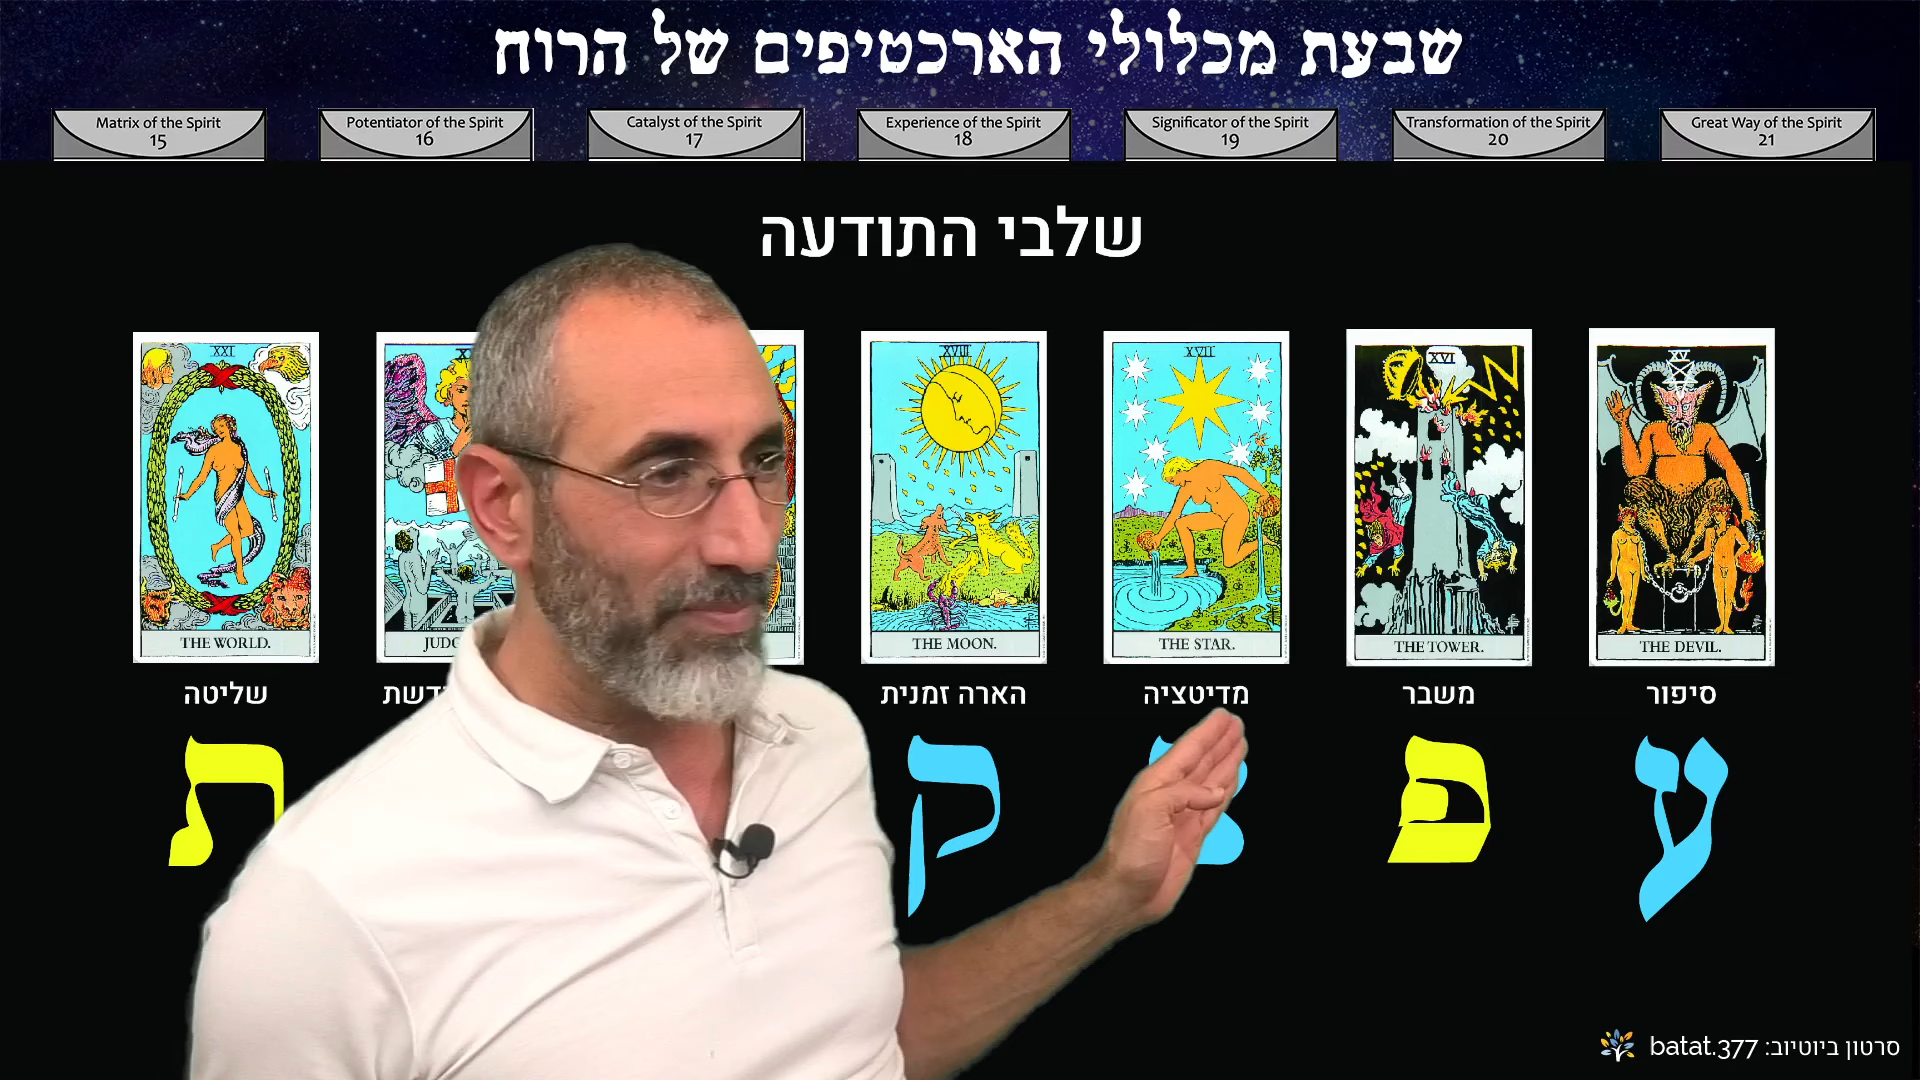 שבעת מכלולי הארכטיפים של הרוח
Matrix of the Spirit
15
Potentiator of the Spirit
16
Catalyst of the Spirit
17
Experience of the Spirit
18
Significator of the Spirit
19
Transformation of the Spirit
20
Great Way of the Spirit
21
שלבי התודעה
XV
XVI
XVII
XVIII
XXI
THE DEVIL.
THE TOWER.
THE STAR.
THE MOON.
THE WORLD.
סיפור
משבר
מדיטציה
הארה זמנית
שליטה
ע
פ
ק
ת
סרטון ביוטיוב: batat.377